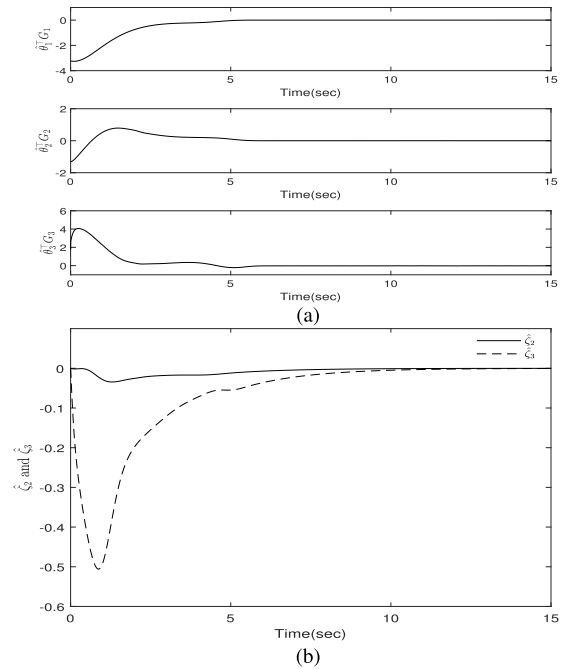 0
-2
-4
θ̂₁ᵀG₁
0 5 10 15
Time(sec)
2
0
-2
θ̂₂ᵀG₂
0 5 10 15
Time(sec)
6
4
2
0
θ̂₃ᵀG₃
0 5 10 15
Time(sec)
(a)
ζ̂₂
ζ̂₃
0
-0.1
-0.2
-0.3
-0.4
-0.5
-0.6
ζ̂₂ and ζ̂₃
0 5 10 15
Time(sec)
(b)